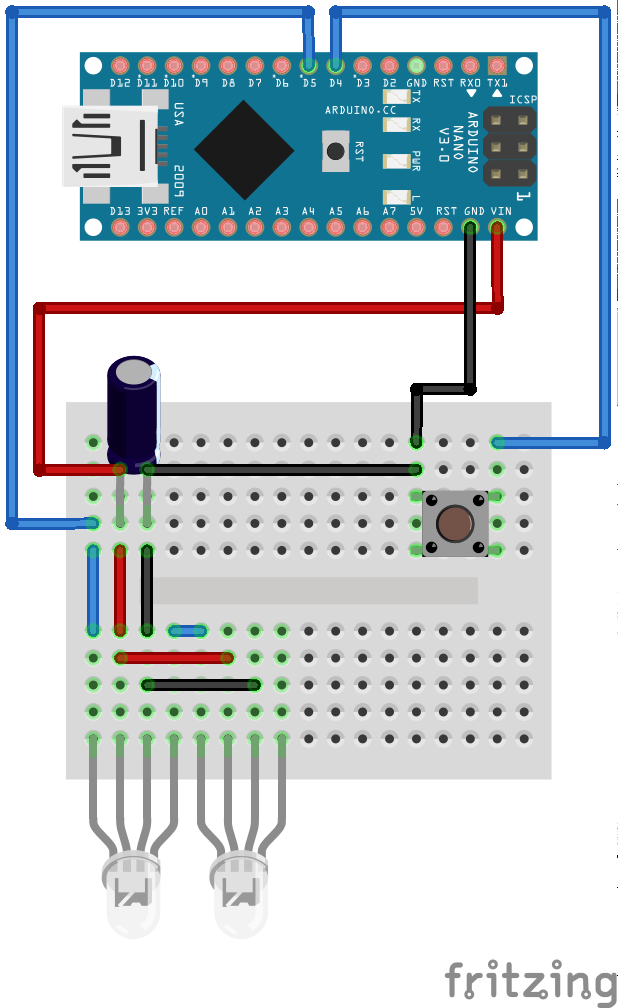 D12 D11 D10 D9 D8 D7 D6 D5 D4 D3 D2 GND RST RX0 TX1
ICSP
USA
2009
ARDUINO.CC
RST
TX
RX
PWR
L
ARDUINO
NANO
V3.0
1
D13 3V3 REF A0 A1 A2 A3 A4 A5 A6 A7 5V RST GND VIN
fritzing